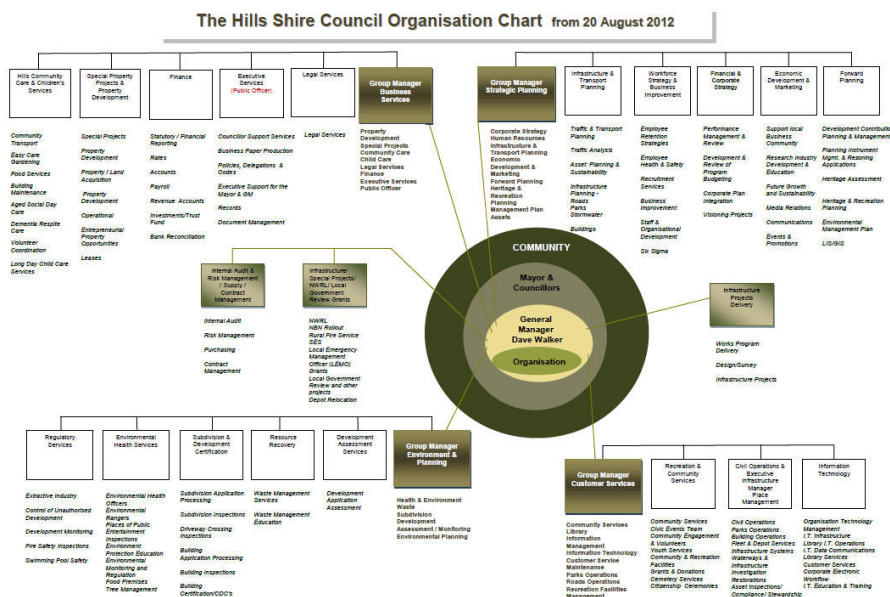 The Hills Shire Council Organisation Chart from 20 August 2012
Hills Community
Care & Children's
Services
Community
Transport
Easy Care
Gardening
Food Services
Building
Maintenance
Aged Social Day
Care
Dementia Respite
Care
Volunteer
Coordination
Long Day Child Care
Services
Special Property
Projects &
Property
Development
Special Projects
Property
Development
Property / Land
Acquisition
Property
Development
Operational
Entrepreneurial
Property
Opportunities
Leases
Finance
Statutory / Financial
Reporting
Rates
Accounts
Payroll
Revenue Accounts
Investments/Trust
Fund
Bank Reconciliation
Executive
Services
(Public Officer)
Councillor Support Services
Business Paper Production
Policies, Delegations &
Codes
Executive Support for the
Mayor & GM
Records
Document Management
Legal Services
Legal Services
Group Manager
Business
Services
Property
Development
Special Projects
Community Care
Child Care
Legal Services
Finance
Executive Services
Public Officer
Group Manager
Strategic Planning
Corporate Strategy
Human Resources
Infrastructure &
Transport Planning
Economic
Development &
Marketing
Forward Planning
Heritage &
Recreation
Planning
Management Plan
Assets
Infrastructure &
Transport
Planning
Traffic & Transport
Planning
Traffic Analysis
Asset: Planning &
Sustainability
Infrastructure
Planning -
Roads
Parks
Stormwater
Buildings
Workforce
Strategy &
Business
Improvement
Employee
Retention
Strategies
Employee
Health & Safety
Recruitment
Services
Business
Improvement
Staff &
Organisational
Development
Six Sigma
Financial &
Corporate
Strategy
Performance
Management &
Review
Development &
Review of
Program
Budgeting
Corporate Plan
Integration
Visioning Projects
Economic
Development &
Marketing
Support local
Business
Community
Research Industry
Development &
Education
Future Growth
and Sustainability
Media Relations
Communications
Events &
Promotions
Forward
Planning
Development Contribution
Planning & Management
Planning Instrument
Mgmt. & Rezoning
Applications
Heritage Assessment
Heritage & Recreation
Planning
Environmental
Management Plan
LIS/GIS
Internal Audit &
Risk Management
/ Supply /
Contract
Management
Internal Audit
Risk Management
Purchasing
Contract
Management
Infrastructure/
Special Projects/
NWRL/ Local
Government
Review Grants
NWRL
NBN Rollout
Rural Fire Service
SES
Local Emergency
Management
Officer (LEMO)
Grants
Local Government
Review and other
projects
Depot Relocation
COMMUNITY
Mayor &
Councillors
General
Manager
Dave Walker
Organisation
Infrastructure
Projects
Delivery
Works Program
Delivery
Design/Survey
Infrastructure Projects
Regulatory
Services
Extractive Industry
Control of Unauthorised
Development
Development Monitoring
Fire Safety Inspections
Swimming Pool Safety
Environmental
Health Services
Environmental Health
Officers
Environmental
Rangers
Places of Public
Entertainment
Inspections
Environment
Protection Education
Environmental
Monitoring and
Regulation
Food Premises
Tree Management
Subdivision &
Development
Certification
Subdivision Application
Processing
Subdivision Inspections
Driveway Crossing
Inspections
Building
Application Processing
Building Inspections
Building
Certification/CDC's
Resource
Recovery
Waste Management
Services
Waste Management
Education
Development
Assessment
Services
Development
Application
Assessment
Group Manager
Environment &
Planning
Health & Environment
Waste
Subdivision
Development
Assessment / Monitoring
Environmental Planning
Group Manager
Customer Services
Community Services
Library
Information
Management
Information Technology
Customer Service
Maintenance
Parks Operations
Roads Operations
Recreation Facilities
Management
Recreation &
Community
Services
Community Services
Civic Events Team
Community Engagement
& Volunteers
Youth Services
Community & Recreation
Facilities
Grants & Donations
Cemetery Services
Citizenship Ceremonies
Civil Operations &
Executive
Infrastructure
Manager
Place Management
Civil Operations
Parks Operations
Building Operations
Fleet & Depot Services
Infrastructure Systems
Waterways &
Infrastructure
Investigation
Restorations
Asset Inspections/
Compliance/ Stewardship
Information
Technology
Organisation Technology
Management
I.T. Infrastructure
Library I.T. Operations
I.T. Data Communications
Library Services
Customer Services
Corporate Electronic
Workflow
I.T. Education & Training